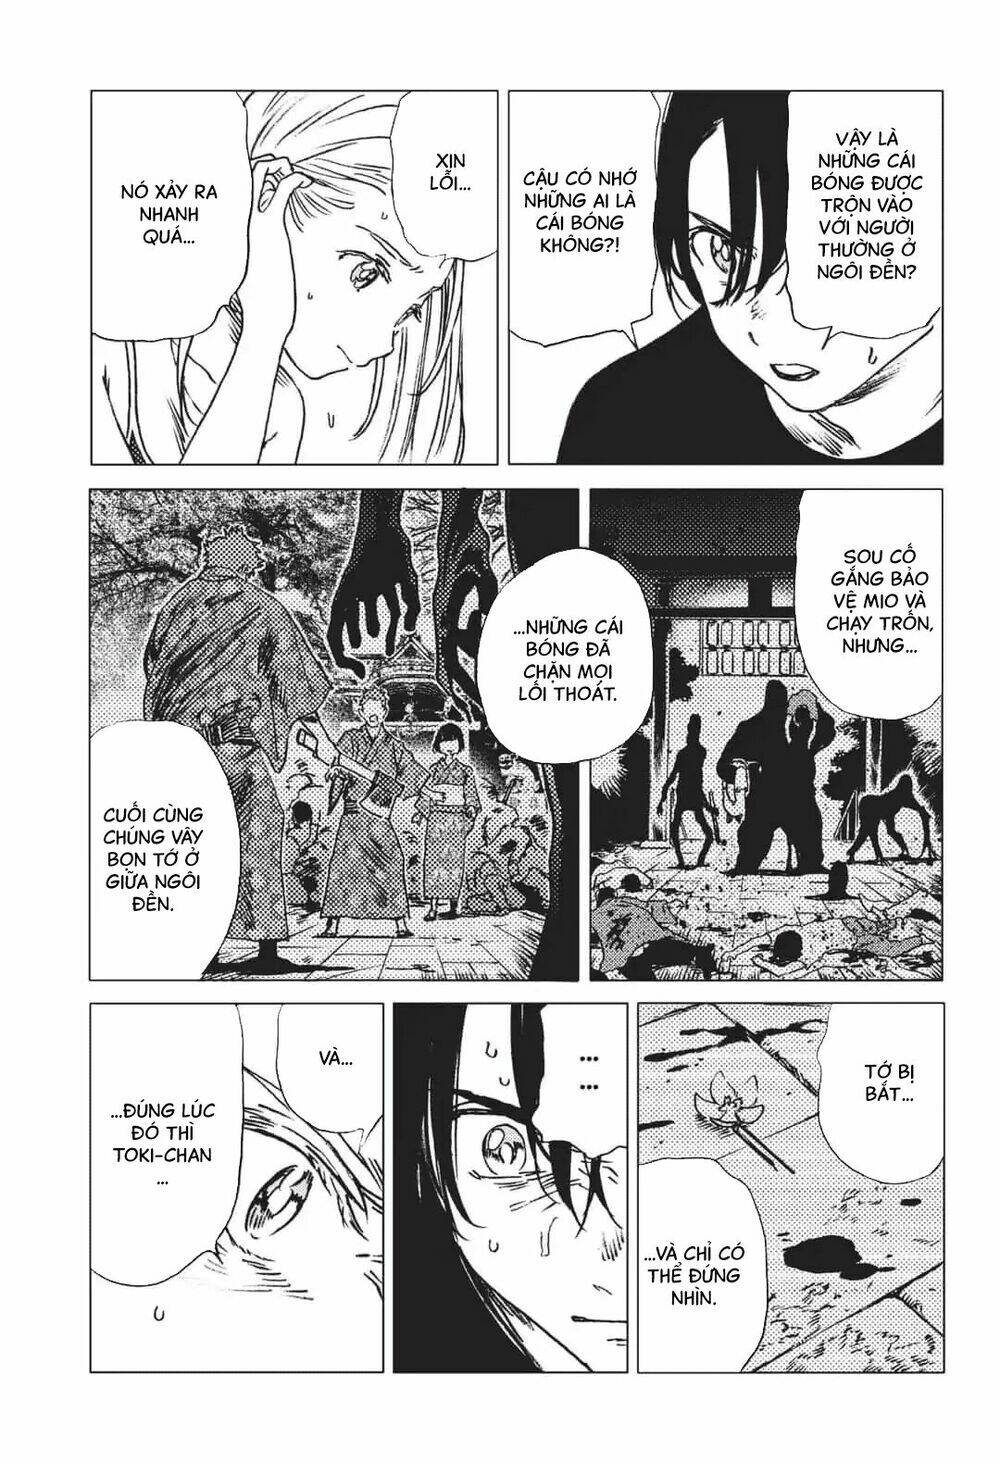 VẬY LÀ
NHỮNG CÁI
BÓNG ĐƯỢC
TRỘN VÀO
VỚI NGƯỜI
THƯỜNG Ở
NGÔI ĐỀN?
CẬU CÓ NHỚ
NHỮNG AI LÀ
CÁI BÓNG
KHÔNG?!
XIN
LỖI...
NÓ XẢY RA
NHANH
QUÁ...
SOU CỐ
GẮNG BẢO
VỆ MIO VÀ
CHẠY TRỐN,
NHƯNG...
...NHỮNG CÁI
BÓNG ĐÃ
CHẶN MỌI
LỐI THOÁT.
CUỐI CÙNG
CHÚNG VÂY
BỌN TỚ Ở
GIỮA NGÔI
ĐỀN.
TỚ BỊ
BẮT...
...VÀ CHỈ CÓ
THỂ ĐỨNG
NHÌN.
...
...
VÀ...
...ĐÚNG LÚC
ĐÓ THÌ
TOKI-CHAN
...